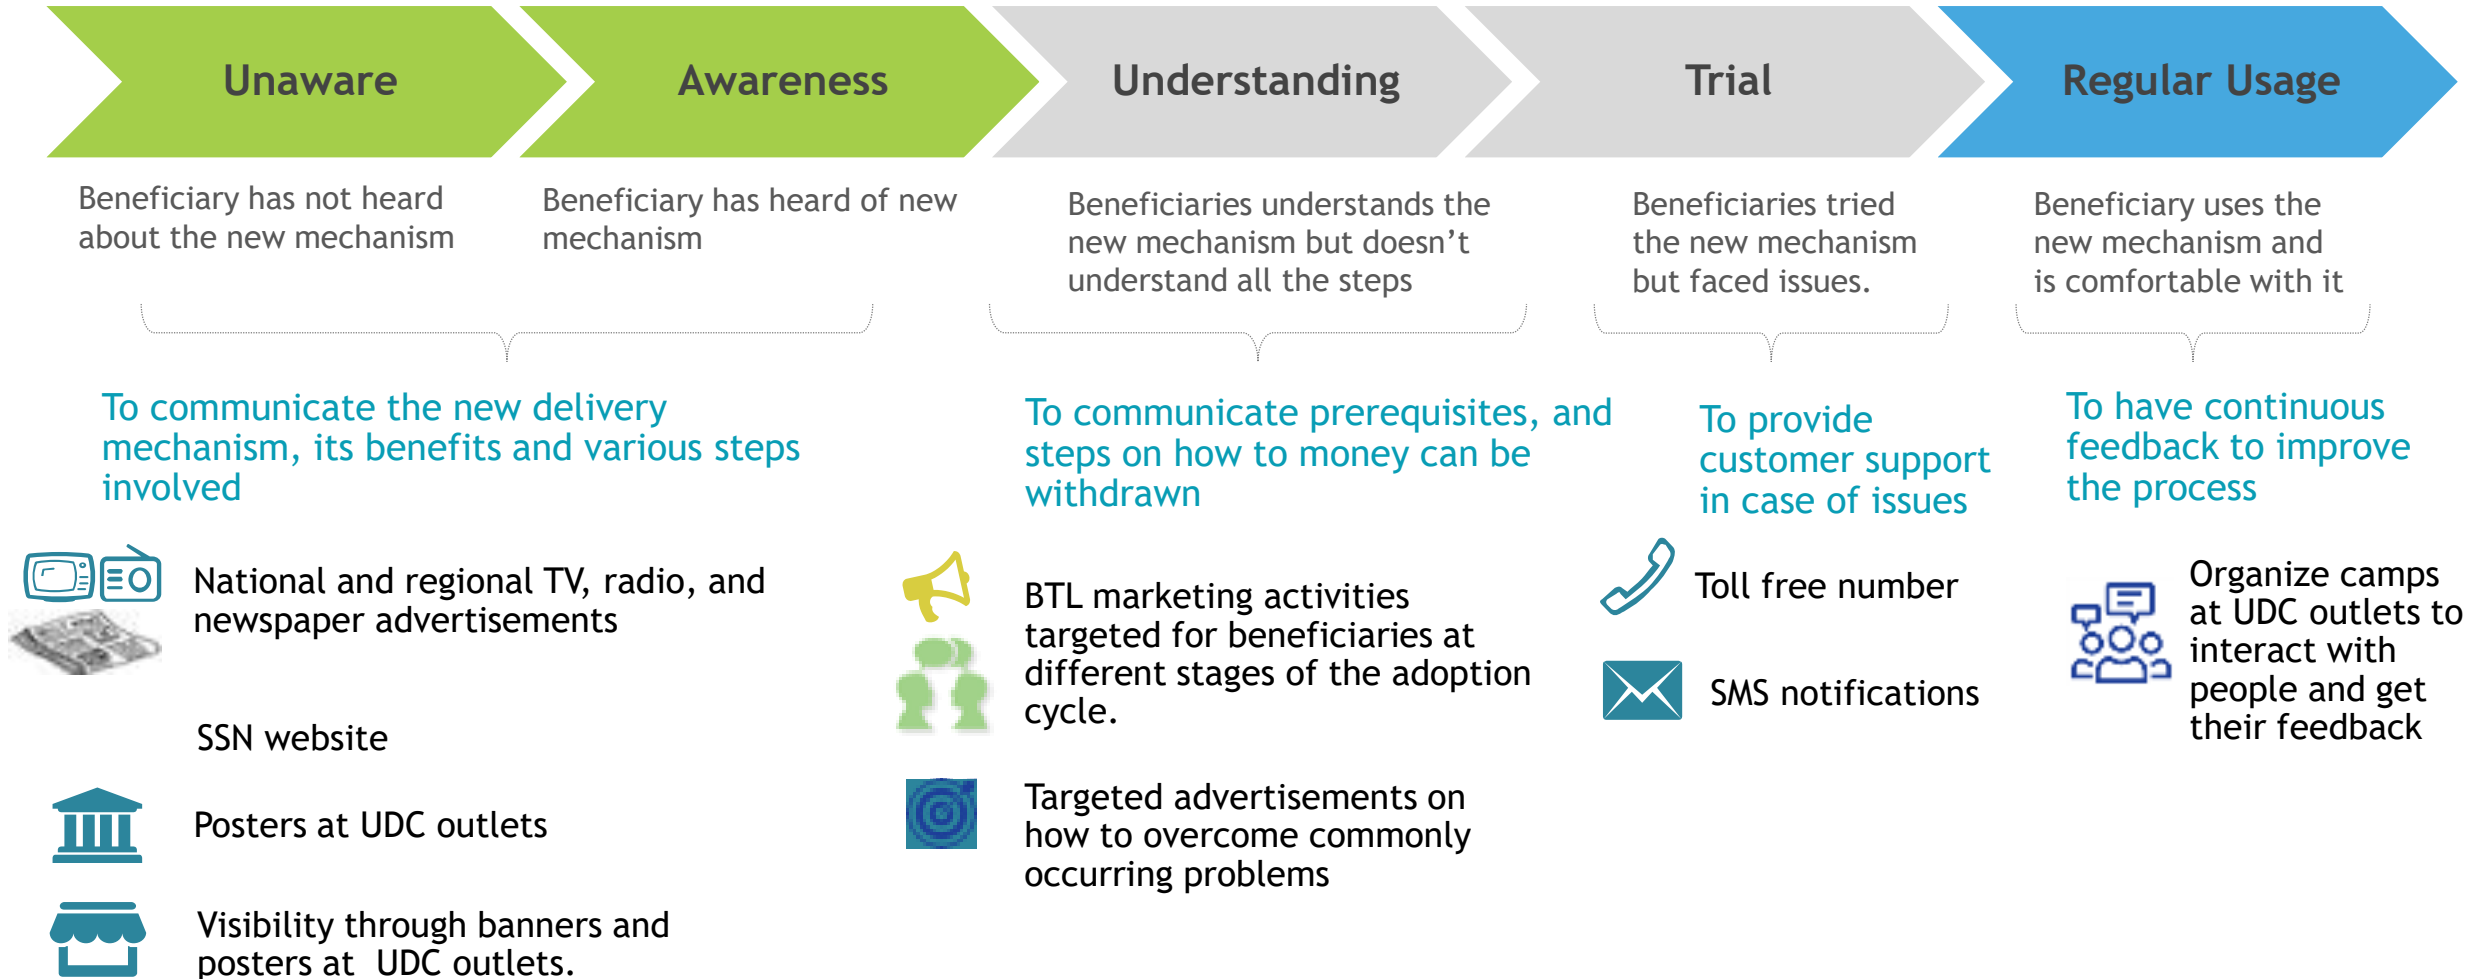 Unaware
Awareness
Understanding
Trial
Regular Usage
Beneficiary has not heard
about the new mechanism
Beneficiary has heard of new
mechanism
Beneficiaries understands the
new mechanism but doesn't
understand all the steps
Beneficiaries tried
the new mechanism
but faced issues.
Beneficiary uses the
new mechanism and
is comfortable with it
To communicate the new delivery
mechanism, its benefits and various steps
involved
To communicate prerequisites, and
steps on how to money can be
withdrawn
To provide
customer support
in case of issues
To have continuous
feedback to improve
the process
National and regional TV, radio, and
newspaper advertisements
SSN website
Posters at UDC outlets
Visibility through banners and
posters at  UDC outlets.
BTL marketing activities
targeted for beneficiaries at
different stages of the adoption
cycle.
Targeted advertisements on
how to overcome commonly
occurring problems
Toll free number
SMS notifications
Organize camps
at UDC outlets to
interact with
people and get
their feedback